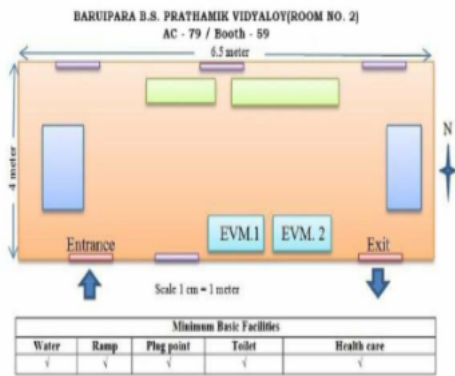 BARUIPARA B.S. PRATHAMIK VIDYALOY(ROOM NO. 2)
AC - 79 / Booth - 59
6.5 meter
4 meter
N
EVM.1 EVM. 2
Entrance Exit
Scale 1 cm = 1 meter
Minimum Basic Facilities
Water Ramp Plug point Toilet Health care
√ √ √ √ √